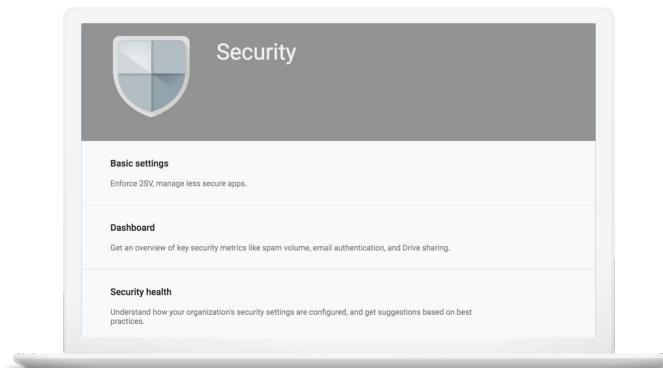 Security
Basic settings
Enforce 2SV, manage less secure apps.
Dashboard
Get an overview of key security metrics like spam volume, email authentication, and Drive sharing.
Security health
Understand how your organization's security settings are configured, and get suggestions based on best
practices.